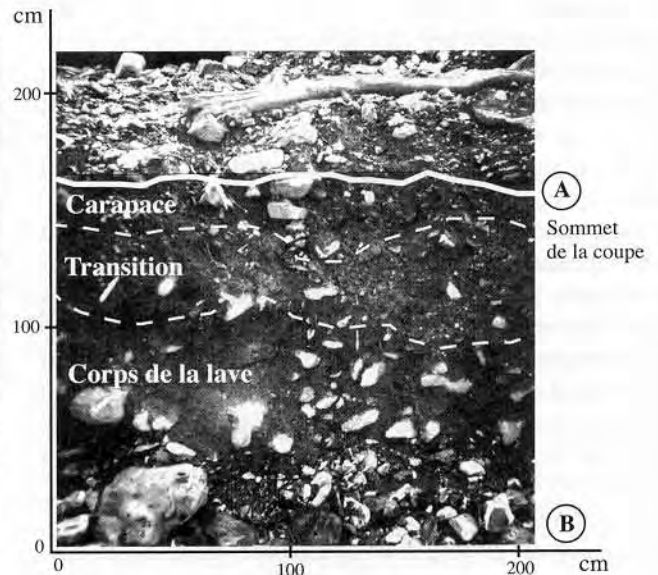 cm
200
Carapace
A
Sommet
de la coupe
Transition
100
Corps de la lave
B
0
0
100
200
cm